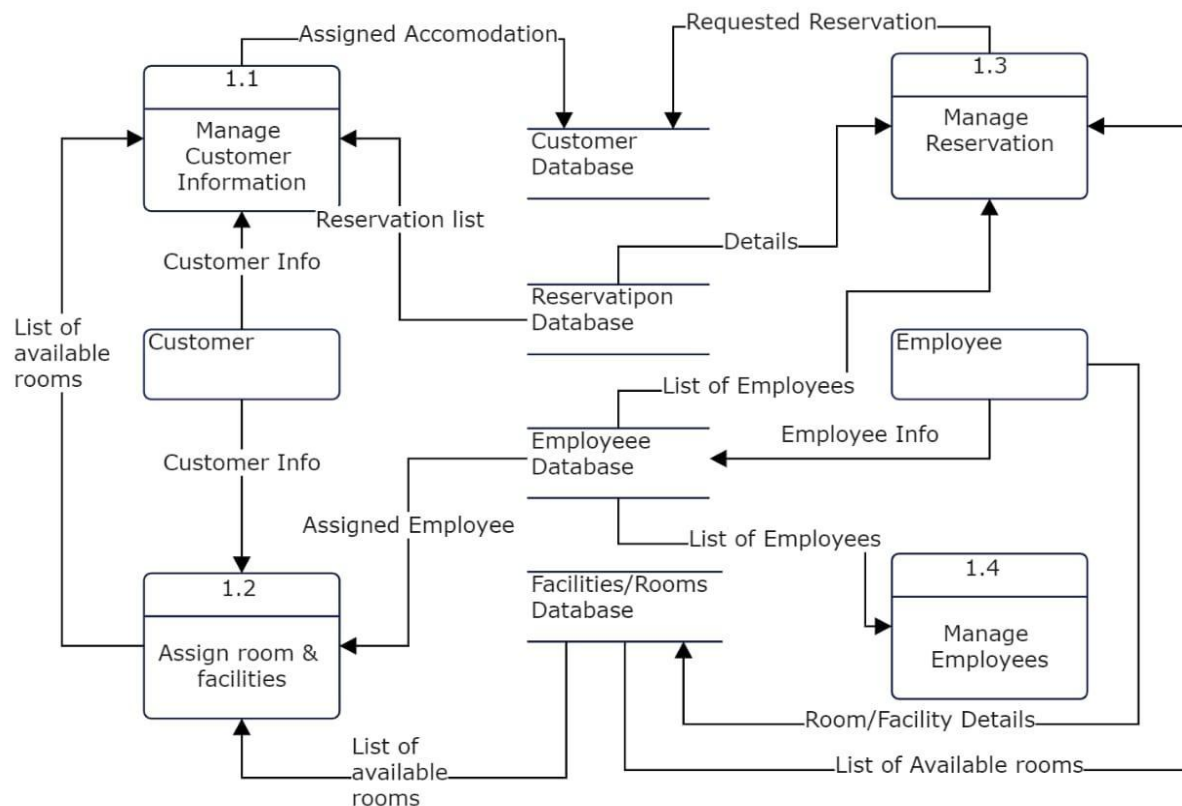 Assigned Accomodation
Requested Reservation
1.1
Manage
Customer
Information
1.3
Manage
Reservation
Customer
Database
Reservation list
Details
Customer Info
Reservatipon
Database
List of
available
rooms
Customer
Employee
List of Employees
Employee Info
Employeee
Database
Customer Info
Assigned Employee
List of Employees
1.2
Assign room &
facilities
Facilities/Rooms
Database
1.4
Manage
Employees
Room/Facility Details
List of
available
rooms
List of Available rooms